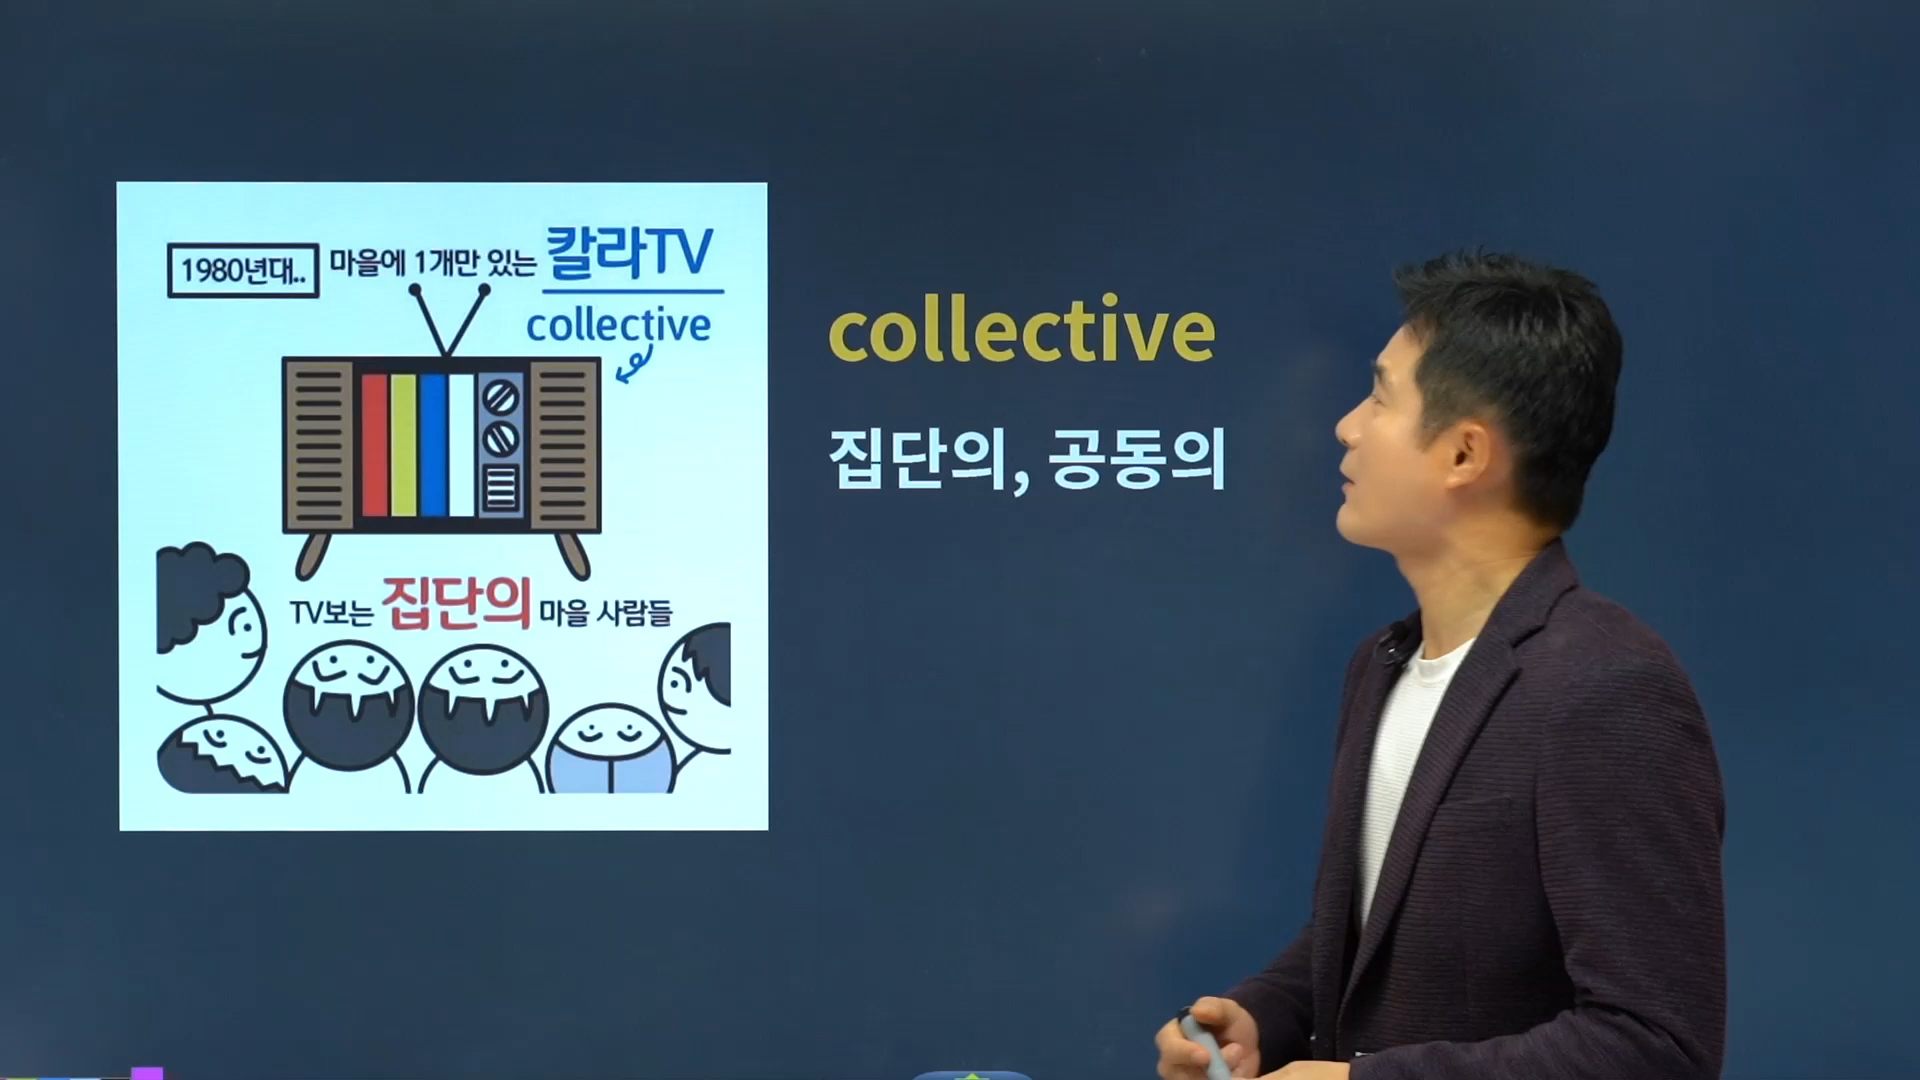 1980년대..
마을에 1개만 있는 칼라TV
collective
TV보는 집단의 마을 사람들
collective
집단의, 공동의